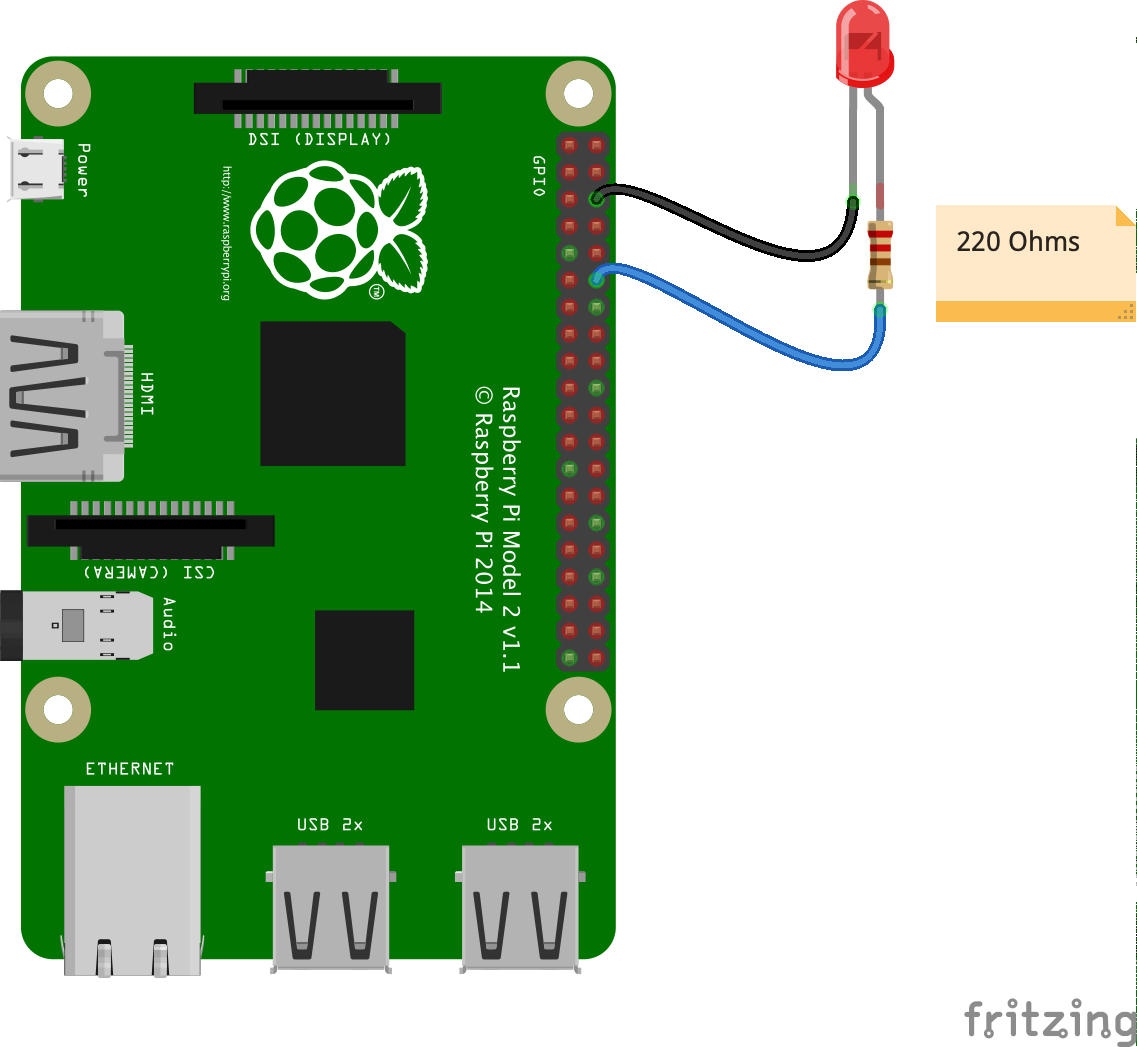 DSI (DISPLAY)
Power
GPIO
http://www.raspberrypi.org
TM
220 Ohms
HDMI
Raspberry Pi Model 2 v1.1
© Raspberry Pi 2014
CSI (CAMERA)
Audio
ETHERNET
USB 2x
USB 2x
fritzing